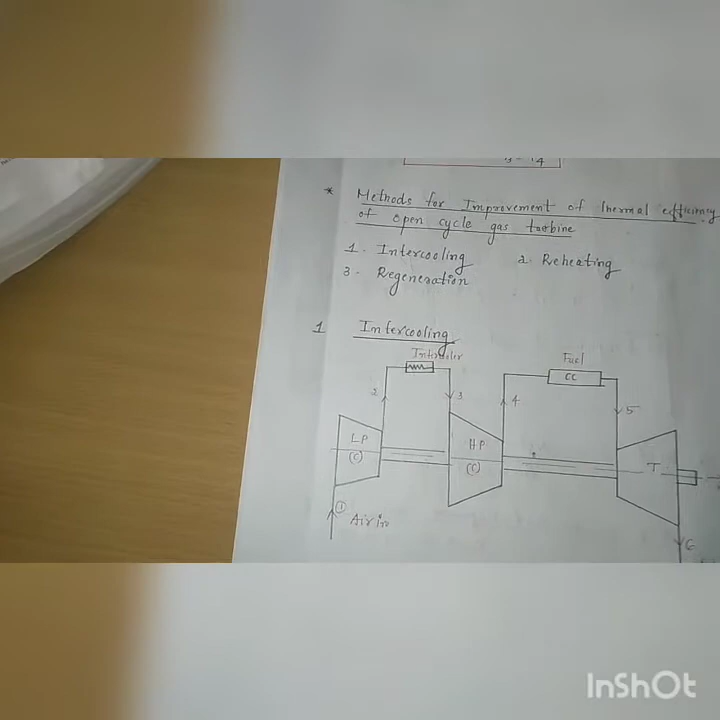 * Methods for Improvement of Thermal efficiency
of open cycle gas turbine
1. Intercooling 2. Reheating
3. Regeneration
1 Intercooling
Intercooler Fuel
CC
2 3 4 5
LP HP
(C) (C) T
1 Air in
6
InShOt